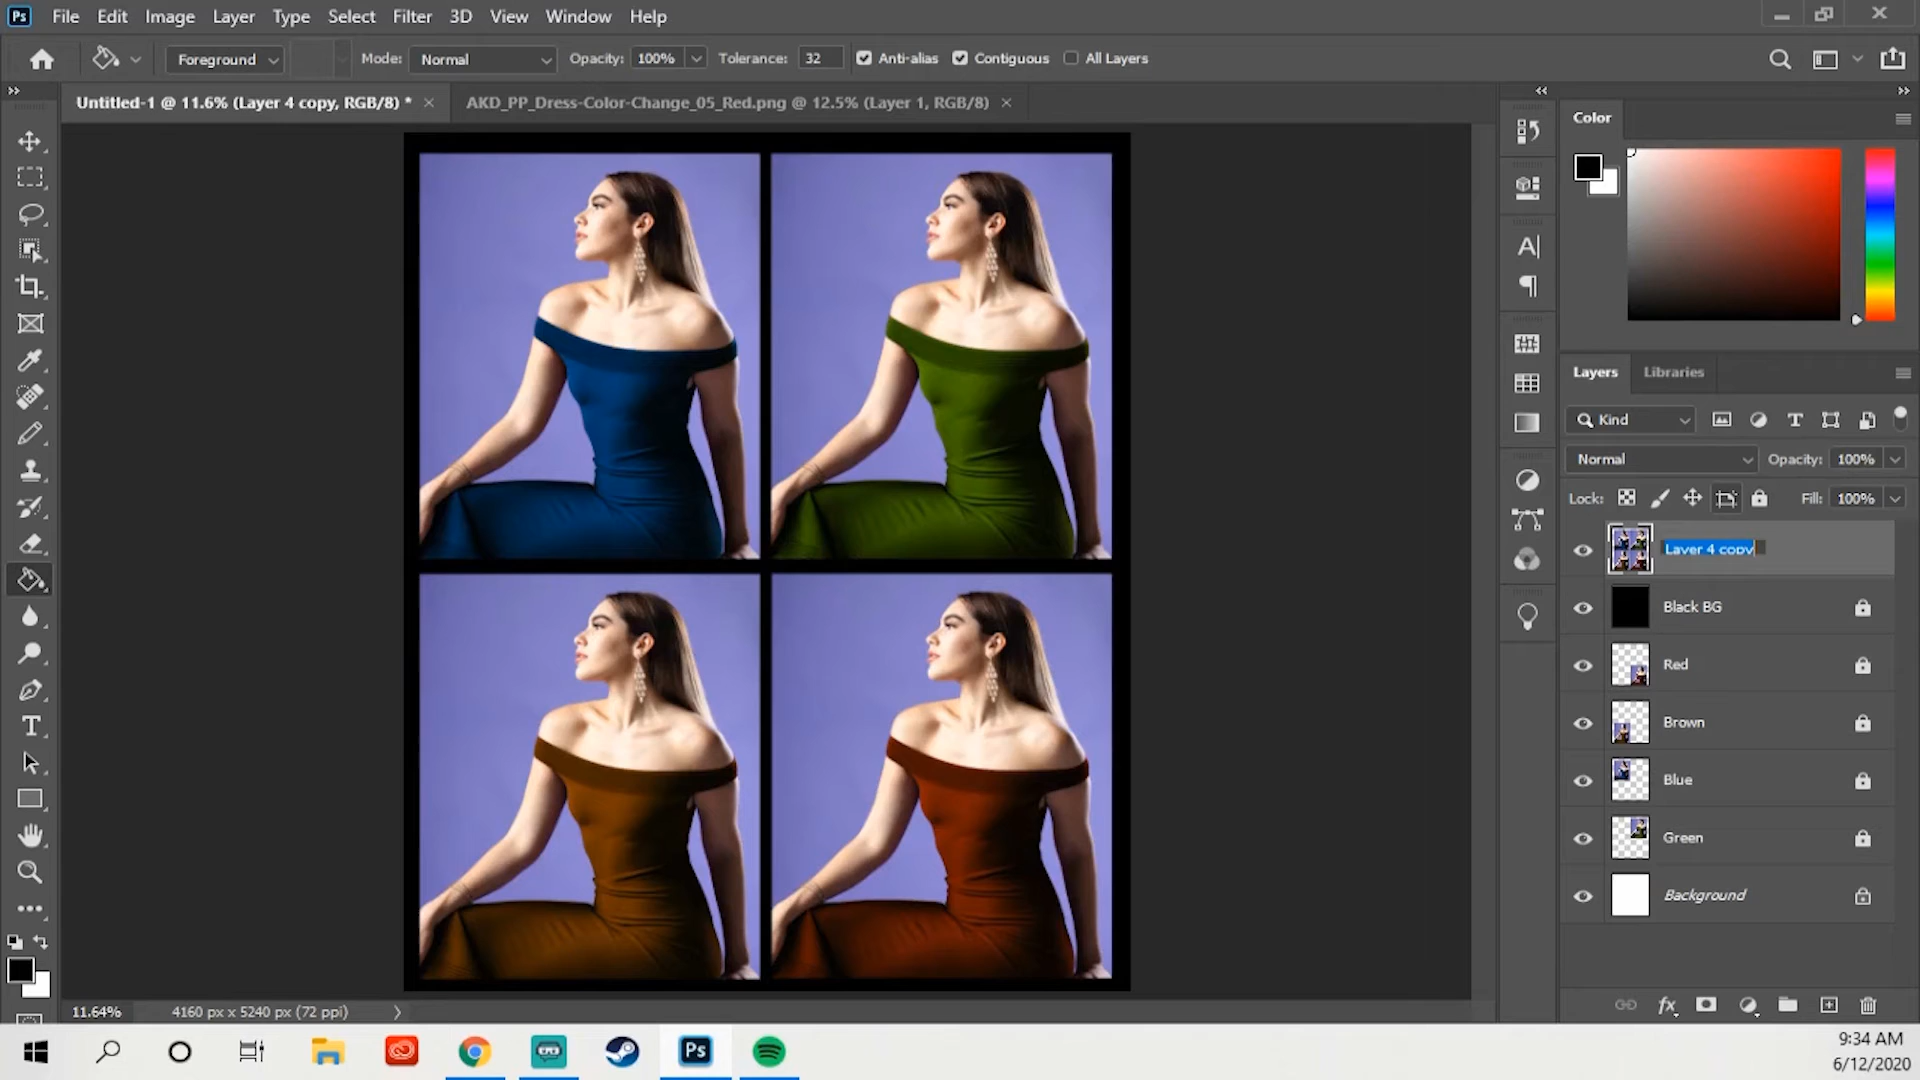 Ps File Edit Image Layer Type Select Filter 3D View Window Help
Foreground Mode: Normal Opacity: 100% Tolerance: 32 Anti-alias Contiguous All Layers
Untitled-1 @ 11.6% (Layer 4 copy, RGB/8) * × AKD_PP_Dress-Color-Change_05_Red.png @ 12.5% (Layer 1, RGB/8) ×
Color
Layers Libraries
Kind
Normal Opacity: 100%
Lock: Fill: 100%
Layer 4 copy
Black BG
Red
Brown
Blue
Green
Background
11.64% 4160 px x 5240 px (72 ppi)
Ps
9:34 AM
6/12/2020